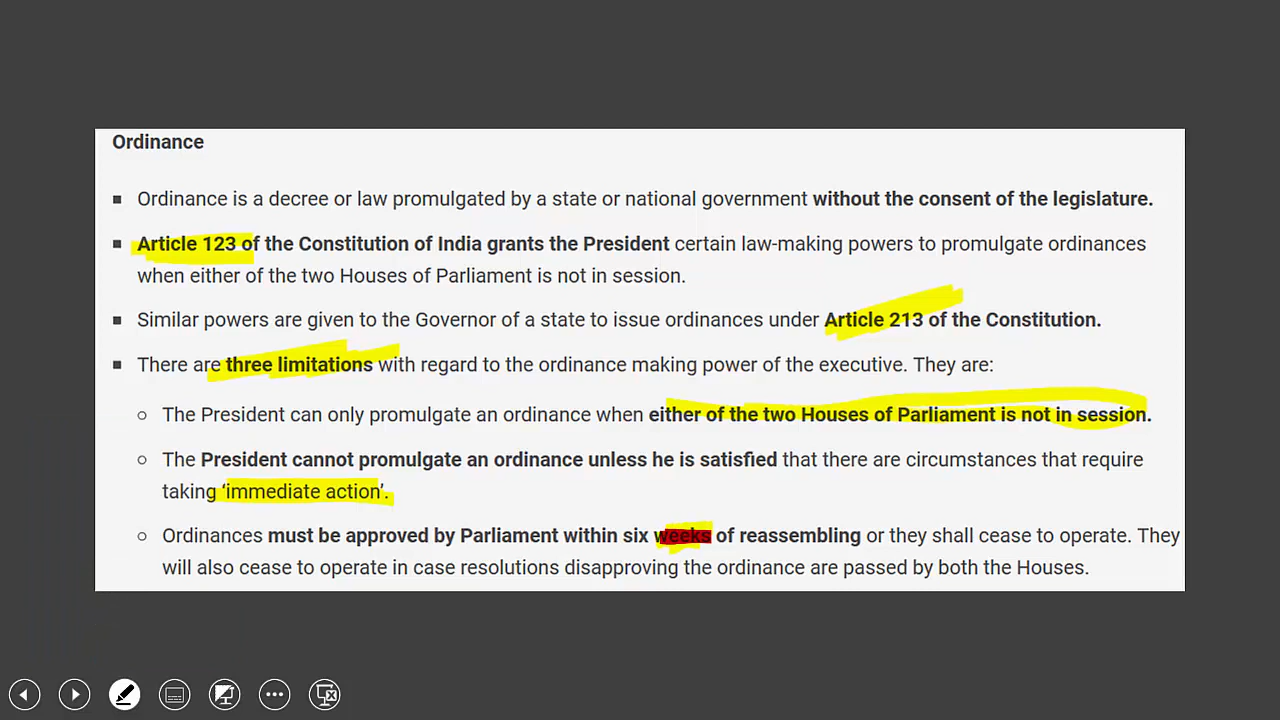 Ordinance
Ordinance is a decree or law promulgated by a state or national government without the consent of the legislature.
Article 123 of the Constitution of India grants the President certain law-making powers to promulgate ordinances
when either of the two Houses of Parliament is not in session.
Similar powers are given to the Governor of a state to issue ordinances under Article 213 of the Constitution.
There are three limitations with regard to the ordinance making power of the executive. They are:
The President can only promulgate an ordinance when either of the two Houses of Parliament is not in session.
The President cannot promulgate an ordinance unless he is satisfied that there are circumstances that require
taking ‘immediate action’.
Ordinances must be approved by Parliament within six weeks of reassembling or they shall cease to operate. They
will also cease to operate in case resolutions disapproving the ordinance are passed by both the Houses.